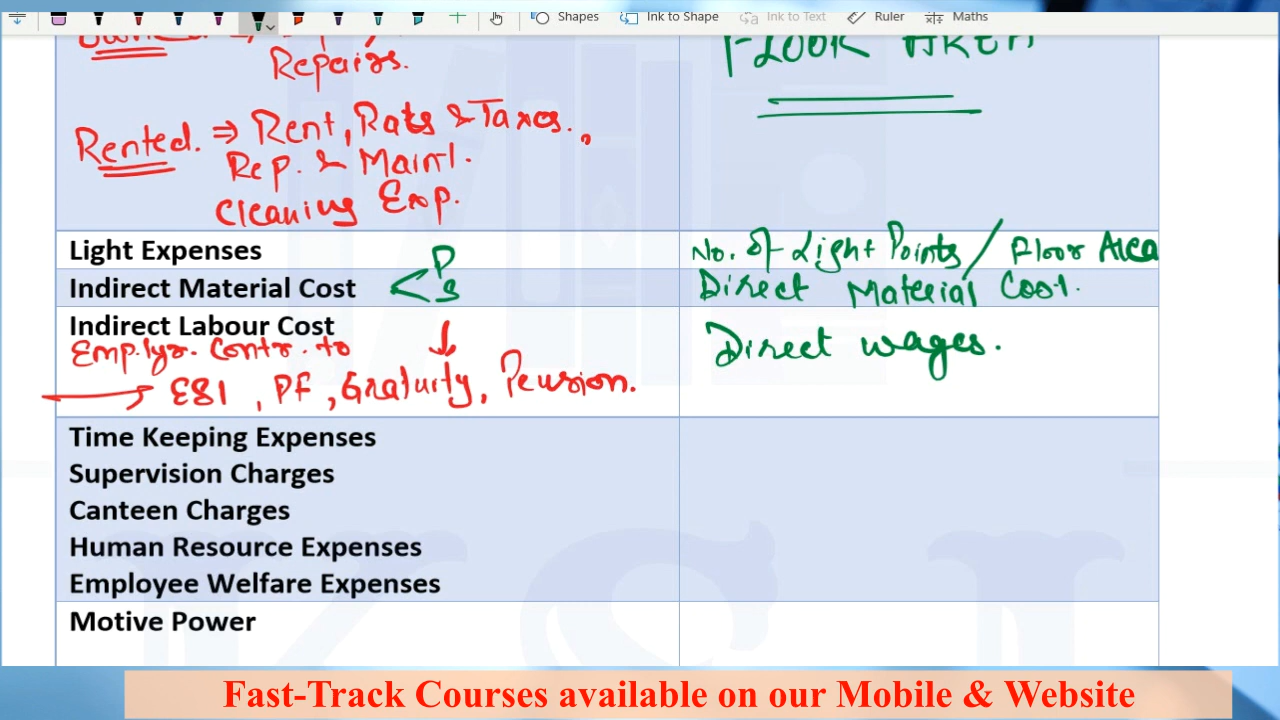 Shapes Ink to Shape Ink to Text Ruler Maths
Repairs.
FLOOR AREA
Rented. ⇒ Rent, Rats & Taxes.,
Rep. & Maint.
Cleaning Exp.
Light Expenses
P
No. Of Light Points / Floor Area
Indirect Material Cost < S
Direct Material Cost.
Indirect Labour Cost
Emplyr. Contr. to ↓
Direct wages.
→ ESI, PF, Gratuity, Pension.
Time Keeping Expenses
Supervision Charges
Canteen Charges
Human Resource Expenses
Employee Welfare Expenses
Motive Power
Fast-Track Courses available on our Mobile & Website